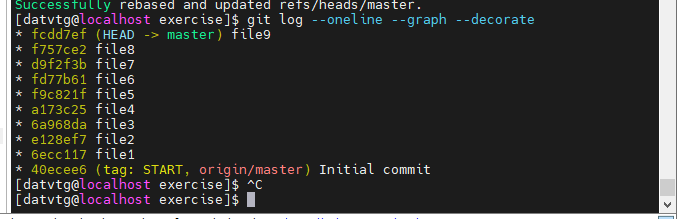 Successfully rebased and updated refs/heads/master.
[datvtg@localhost exercise]$ git log --oneline --graph --decorate
* fcdd7ef (HEAD -> master) file9
* f757ce2 file8
* d9f2f3b file7
* fd77b61 file6
* f9c821f file5
* a173c25 file4
* 6a968da file3
* e128ef7 file2
* 6ecc117 file1
* 40ecee6 (tag: START, origin/master) Initial commit
[datvtg@localhost exercise]$ ^C
[datvtg@localhost exercise]$